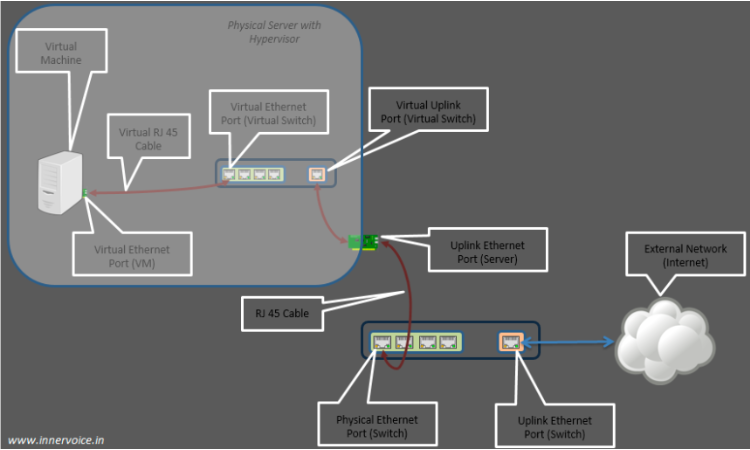 Physical Server with
Hypervisor
Virtual
Machine
Virtual Ethernet
Port (Virtual Switch)
Virtual Uplink
Port (Virtual Switch)
Virtual RJ 45
Cable
Virtual Ethernet
Port (VM)
Uplink Ethernet
Port (Server)
External Network
(Internet)
RJ 45 Cable
Physical Ethernet
Port (Switch)
Uplink Ethernet
Port (Switch)
www.innervoice.in